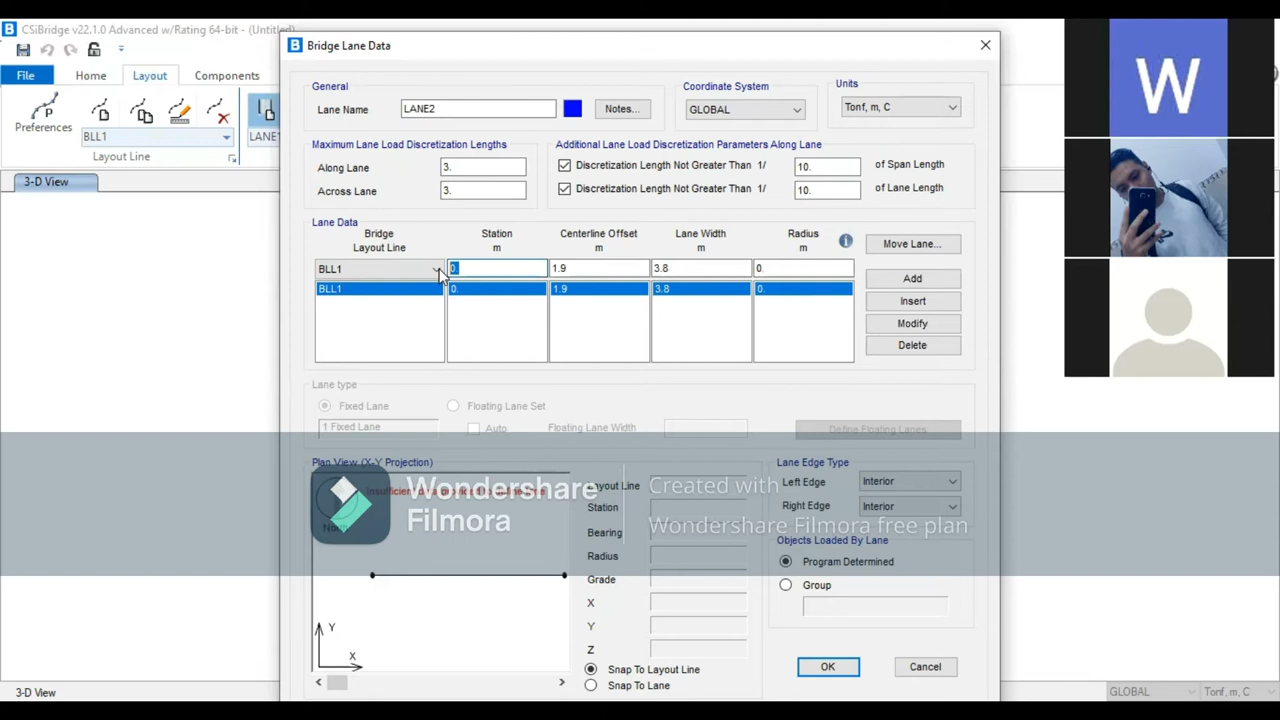 CSiBridge v22.1.0 Advanced w/Rating 64-bit - (Untitled)
Bridge Lane Data
File
Home
Layout
Components
Preferences
BLL1
LANE1
Layout Line
3-D View
General
Lane Name
LANE2
Notes...
Coordinate System
GLOBAL
Units
Tonf, m, C
Maximum Lane Load Discretization Lengths
Along Lane
3.
Across Lane
3.
Additional Lane Load Discretization Parameters Along Lane
Discretization Length Not Greater Than 1/
10.
of Span Length
Discretization Length Not Greater Than 1/
10.
of Lane Length
Lane Data
Bridge
Layout Line
Station
m
Centerline Offset
m
Lane Width
m
Radius
m
Move Lane...
BLL1
0.
1.9
3.8
0.
BLL1
0.
1.9
3.8
0.
Add
Insert
Modify
Delete
Lane type
Fixed Lane
Floating Lane Set
1 Fixed Lane
Auto
Floating Lane Width
Define Floating Lanes...
Plan View (X-Y Projection)
North
Y
X
Layout Line
Station
Bearing
Radius
Grade
X
Y
Z
Snap To Layout Line
Snap To Lane
Lane Edge Type
Left Edge
Interior
Right Edge
Interior
Objects Loaded By Lane
Program Determined
Group
OK
Cancel
Wondershare
Filmora
Created with
Wondershare Filmora free plan
W
3-D View
GLOBAL
Tonf, m, C